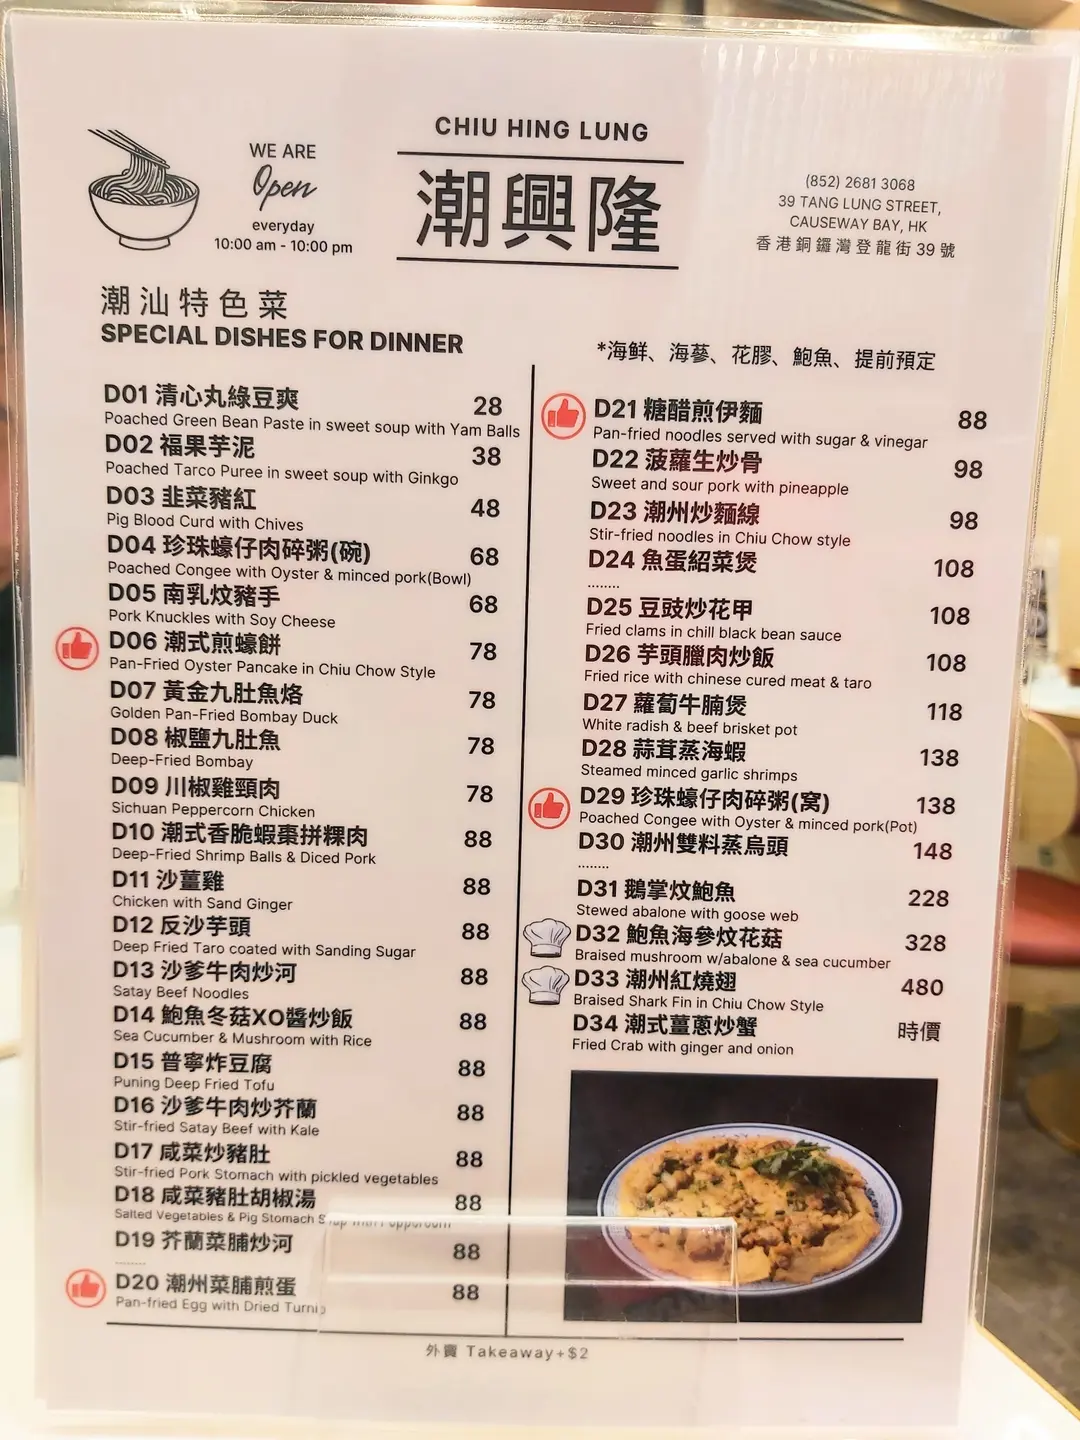 CHIU HING LUNG
潮興隆
WE ARE
Open
everyday
10:00 am - 10:00 pm
(852) 2681 3068
39 TANG LUNG STREET,
CAUSEWAY BAY, HK
香港銅鑼灣登龍街39號
潮汕特色菜
SPECIAL DISHES FOR DINNER
*海鮮、海蔘、花膠、鮑魚、提前預定
D01 清心丸綠豆爽 28
Poached Green Bean Paste in sweet soup with Yam Balls
D02 福果芋泥 38
Poached Tarco Puree in sweet soup with Ginkgo
D03 韭菜豬紅 48
Pig Blood Curd with Chives
D04 珍珠蠔仔肉碎粥(碗) 68
Poached Congee with Oyster & minced pork(Bowl)
D05 南乳炆豬手 68
Pork Knuckles with Soy Cheese
D06 潮式煎蠔餅 78
Pan-Fried Oyster Pancake in Chiu Chow Style
D07 黃金九肚魚烙 78
Golden Pan-Fried Bombay Duck
D08 椒鹽九肚魚 78
Deep-Fried Bombay
D09 川椒雞頸肉 78
Sichuan Peppercorn Chicken
D10 潮式香脆蝦棗拼粿肉 88
Deep-Fried Shrimp Balls & Diced Pork
D11 沙薑雞 88
Chicken with Sand Ginger
D12 反沙芋頭 88
Deep Fried Taro coated with Sanding Sugar
D13 沙爹牛肉炒河 88
Satay Beef Noodles
D14 鮑魚冬菇XO醬炒飯 88
Sea Cucumber & Mushroom with Rice
D15 普寧炸豆腐 88
Puning Deep Fried Tofu
D16 沙爹牛肉炒芥蘭 88
Stir-fried Satay Beef with Kale
D17 咸菜炒豬肚 88
Stir-fried Pork Stomach with pickled vegetables
D18 咸菜豬肚胡椒湯 88
Salted Vegetables & Pig Stomach
D19 芥蘭菜脯炒河 88
........
D20 潮州菜脯煎蛋 88
Pan-fried Egg with Dried Turnip
D21 糖醋煎伊麵 88
Pan-fried noodles served with sugar & vinegar
D22 菠蘿生炒骨 98
Sweet and sour pork with pineapple
D23 潮州炒麵線 98
Stir-fried noodles in Chiu Chow style
D24 魚蛋紹菜煲 108
........
D25 豆豉炒花甲 108
Fried clams in chill black bean sauce
D26 芋頭臘肉炒飯 108
Fried rice with chinese cured meat & taro
D27 蘿蔔牛腩煲 118
White radish & beef brisket pot
D28 蒜茸蒸海蝦 138
Steamed minced garlic shrimps
D29 珍珠蠔仔肉碎粥(窝) 138
Poached Congee with Oyster & minced pork(Pot)
D30 潮州雙料蒸烏頭 148
........
D31 鵝掌炆鮑魚 228
Stewed abalone with goose web
D32 鮑魚海參炆花菇 328
Braised mushroom w/abalone & sea cucumber
D33 潮州紅燒翅 480
Braised Shark Fin in Chiu Chow Style
D34 潮式薑蔥炒蟹 時價
Fried Crab with ginger and onion
外賣 Takeaway+$2